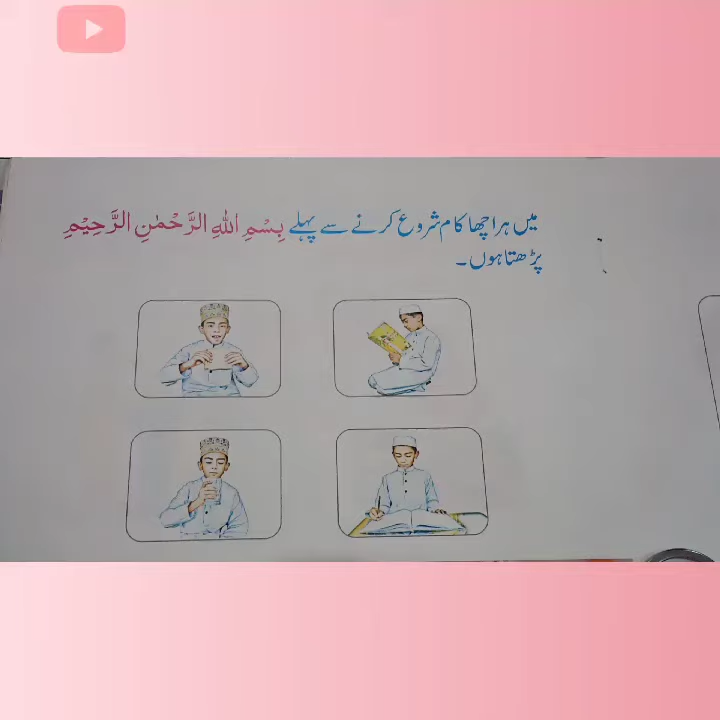 میں ہر اچھا کام شروع کرنے سے پہلے بِسْمِ اللّٰهِ الرَّحْمٰنِ الرَّحِیْمِ
پڑھتا ہوں۔